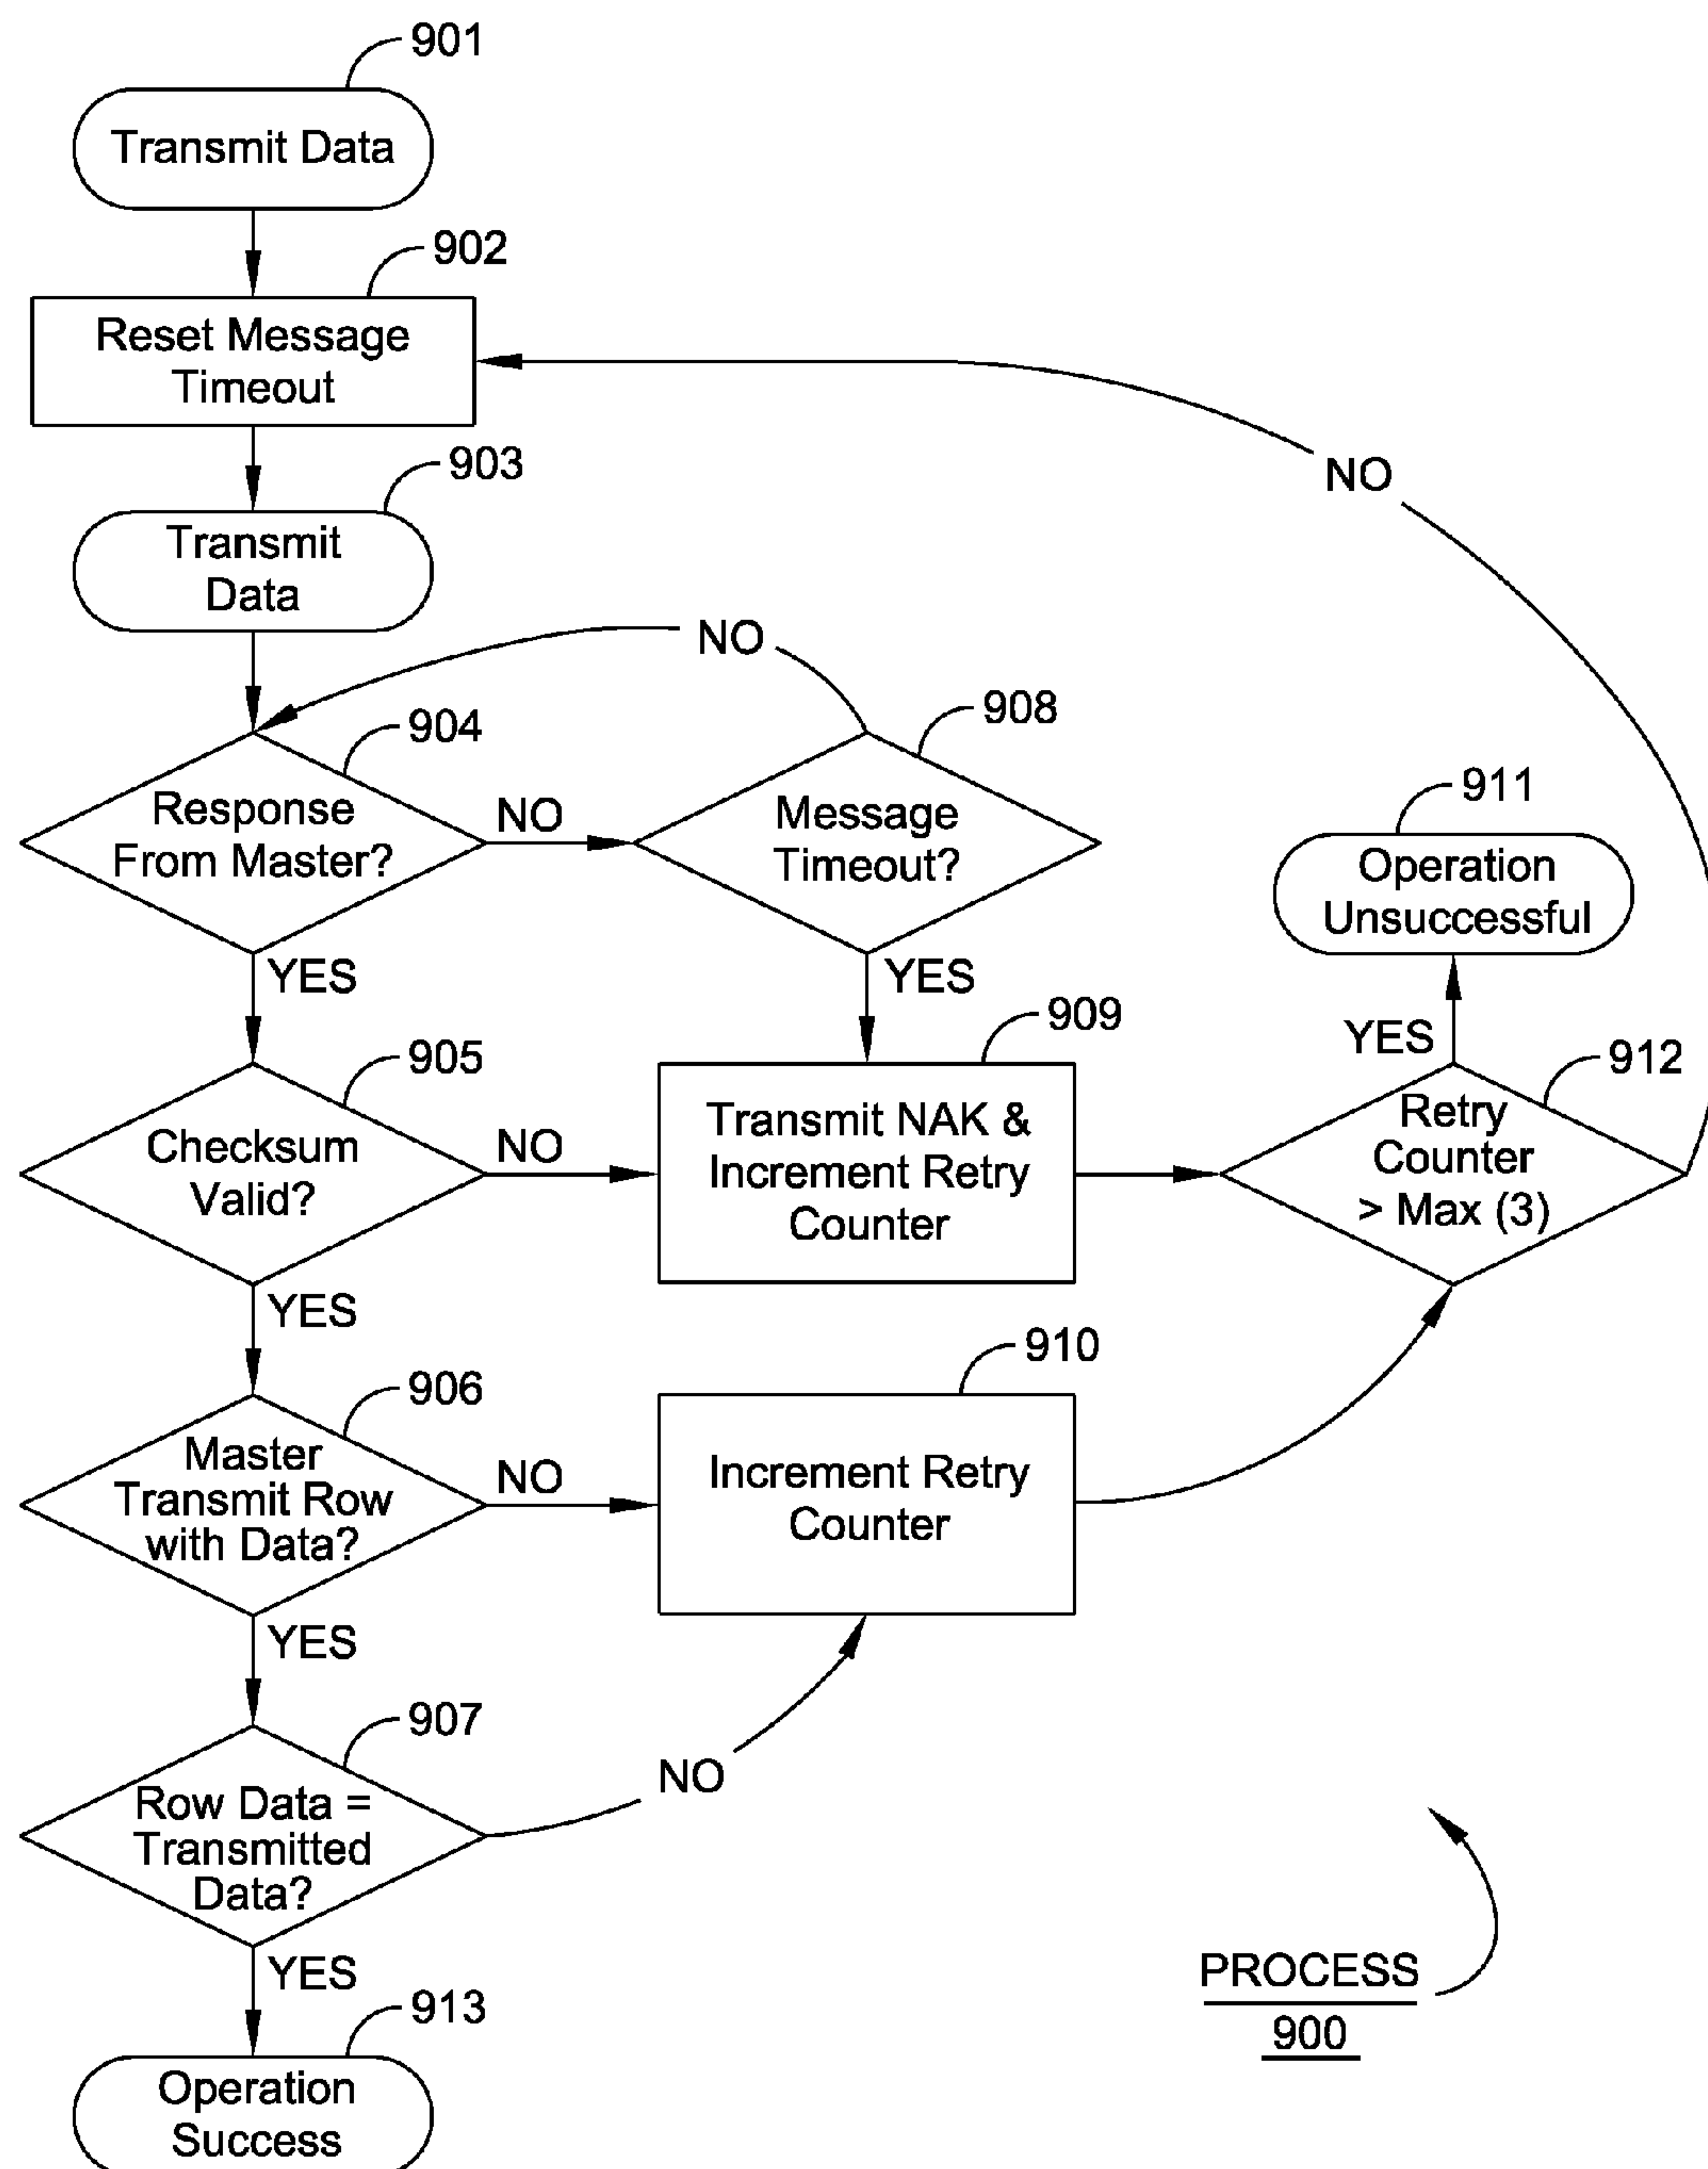 901
Transmit Data
902
Reset Message
Timeout
903
Transmit
Data
NO
NO
904
Response
From Master?
NO
908
Message
Timeout?
911
Operation
Unsuccessful
YES
YES
YES
905
Checksum
Valid?
NO
909
Transmit NAK &
Increment Retry
Counter
912
Retry
Counter
> Max (3)
YES
906
Master
Transmit Row
with Data?
NO
910
Increment Retry
Counter
YES
907
Row Data =
Transmitted
Data?
NO
YES
913
Operation
Success
PROCESS
900